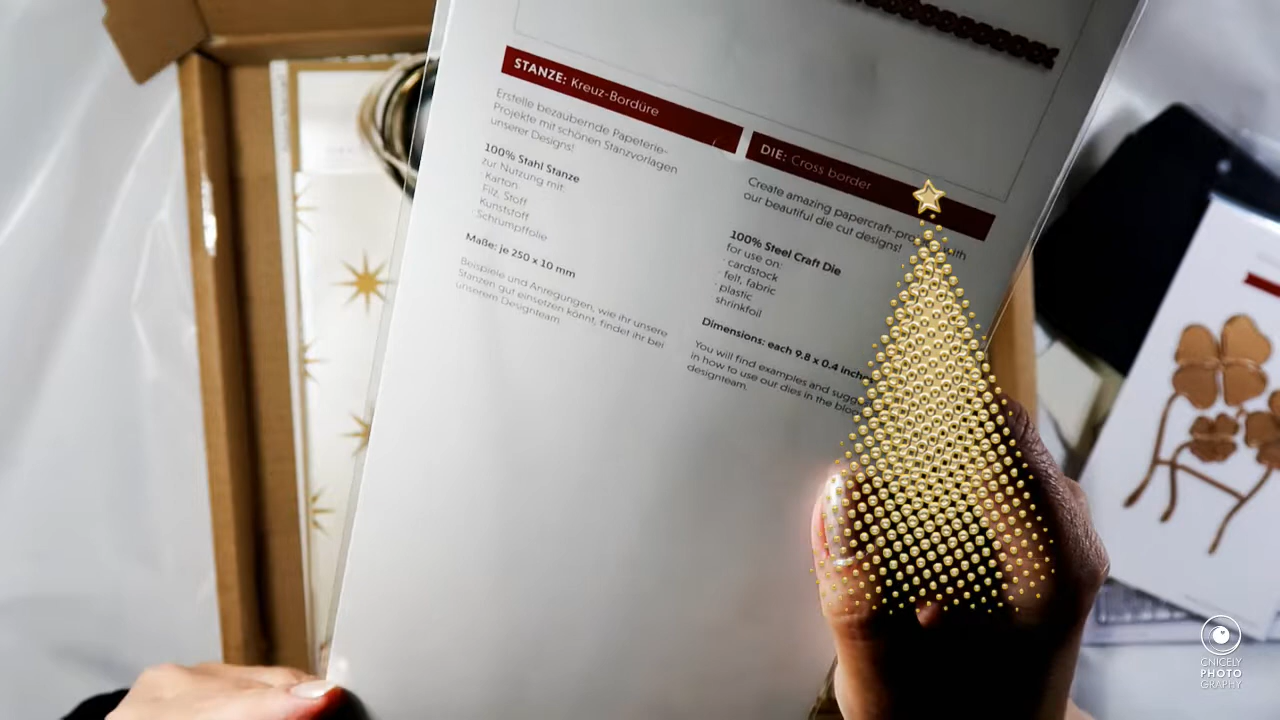 STANZE: Kreuz-Bordüre
Erstelle bezaubernde Papeterie-
Projekte mit schönen Stanzvorlagen
unserer Designs!
100% Stahl Stanze
zur Nutzung mit:
· Karton
· Filz, Stoff
· Kunststoff
· Schrumpffolie
Maße: je 250 x 10 mm
Beispiele und Anregungen, wie ihr unsere
Stanzen gut einsetzen könnt, findet ihr bei
unserem Designteam.
DIE: Cross border
Create amazing papercraft-pro with
our beautiful die cut designs!
100% Steel Craft Die
for use on:
· cardstock
· felt, fabric
· plastic
· shrinkfoil
Dimensions: each 9.8 x 0.4 inche
You will find examples and sugg
in how to use our dies in the blo
designteam.
CNICELY
PHOTO
GRAPHY